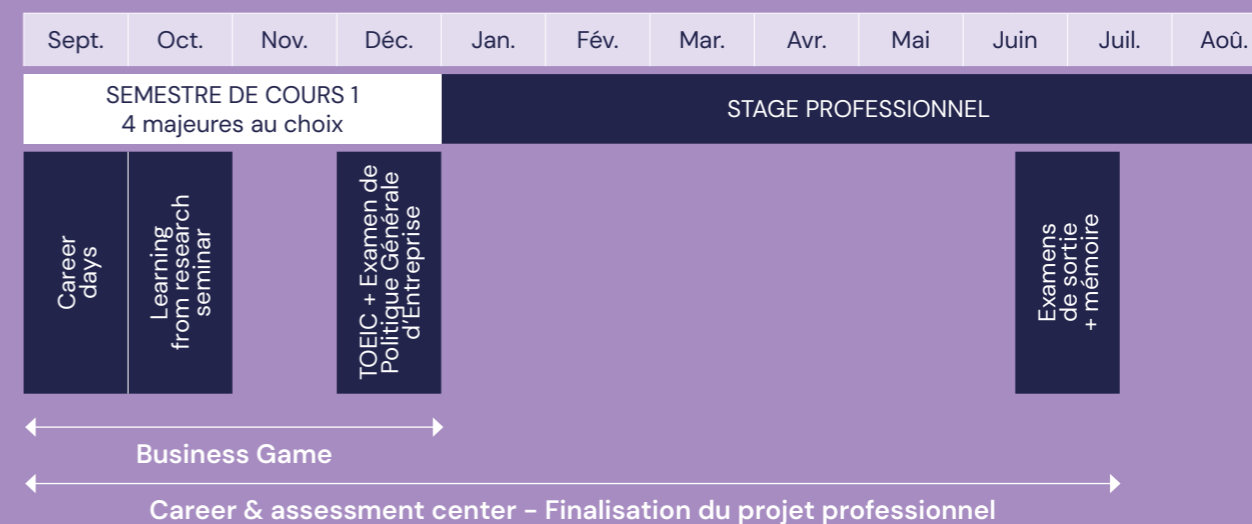 Sept. Oct. Nov. Déc. Jan. Fév. Mar. Avr. Mai Juin Juil. Aoû.
SEMESTRE DE COURS 1
4 majeures au choix
STAGE PROFESSIONNEL
Career
days
Learning
from research
seminar
TOEIC + Examen de
Politique Générale
d'Entreprise
Examens
de sortie
+ mémoire
Business Game
Career & assessment center – Finalisation du projet professionnel